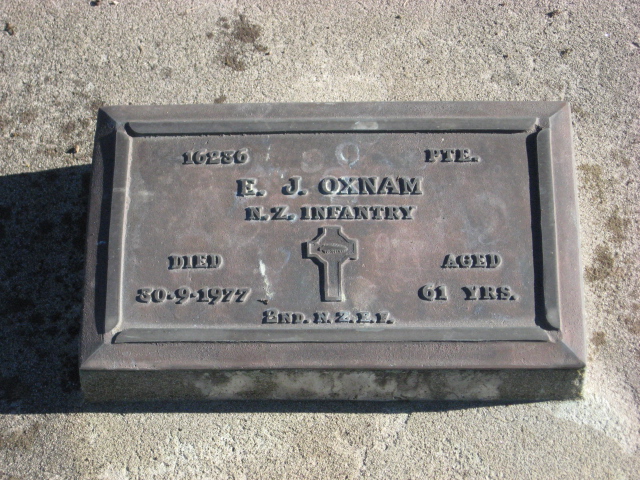 16236 PTE.
E. J. OXNAM
N.Z. INFANTRY
DIED AGED
30·9·1977 61 YRS.
2ND. N.Z.E.F.